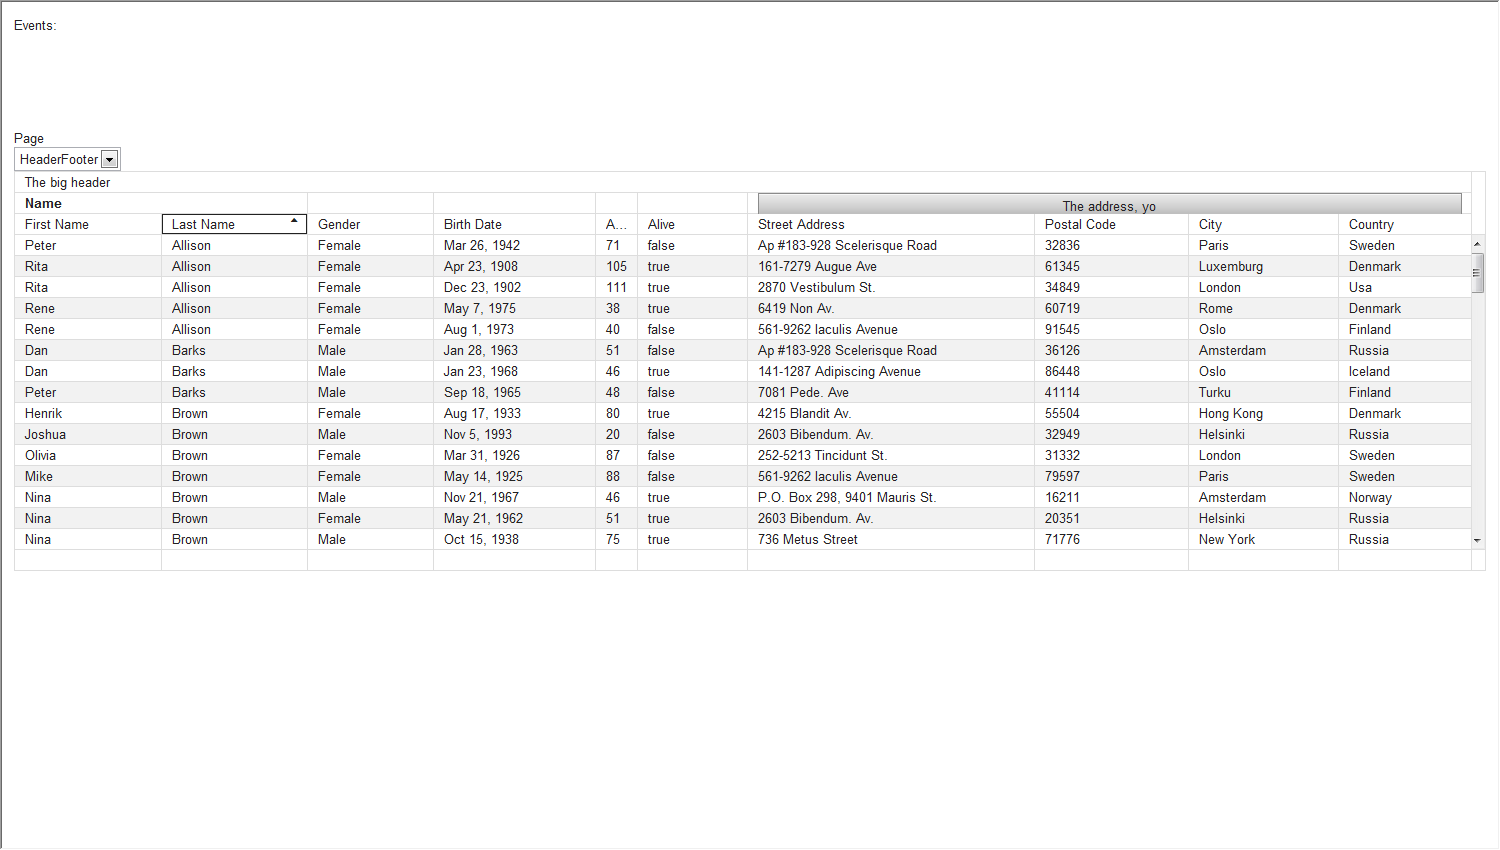 Events:
Page
HeaderFooter
The big header
Name The address, yo
First Name Last Name Gender Birth Date A... Alive Street Address Postal Code City Country
Peter Allison Female Mar 26, 1942 71 false Ap #183-928 Scelerisque Road 32836 Paris Sweden
Rita Allison Female Apr 23, 1908 105 true 161-7279 Augue Ave 61345 Luxemburg Denmark
Rita Allison Female Dec 23, 1902 111 true 2870 Vestibulum St. 34849 London Usa
Rene Allison Female May 7, 1975 38 true 6419 Non Av. 60719 Rome Denmark
Rene Allison Female Aug 1, 1973 40 false 561-9262 Iaculis Avenue 91545 Oslo Finland
Dan Barks Male Jan 28, 1963 51 false Ap #183-928 Scelerisque Road 36126 Amsterdam Russia
Dan Barks Male Jan 23, 1968 46 true 141-1287 Adipiscing Avenue 86448 Oslo Iceland
Peter Barks Male Sep 18, 1965 48 false 7081 Pede. Ave 41114 Turku Finland
Henrik Brown Female Aug 17, 1933 80 true 4215 Blandit Av. 55504 Hong Kong Denmark
Joshua Brown Male Nov 5, 1993 20 false 2603 Bibendum. Av. 32949 Helsinki Russia
Olivia Brown Female Mar 31, 1926 87 false 252-5213 Tincidunt St. 31332 London Sweden
Mike Brown Female May 14, 1925 88 false 561-9262 Iaculis Avenue 79597 Paris Sweden
Nina Brown Male Nov 21, 1967 46 true P.O. Box 298, 9401 Mauris St. 16211 Amsterdam Norway
Nina Brown Female May 21, 1962 51 true 2603 Bibendum. Av. 20351 Helsinki Russia
Nina Brown Male Oct 15, 1938 75 true 736 Metus Street 71776 New York Russia